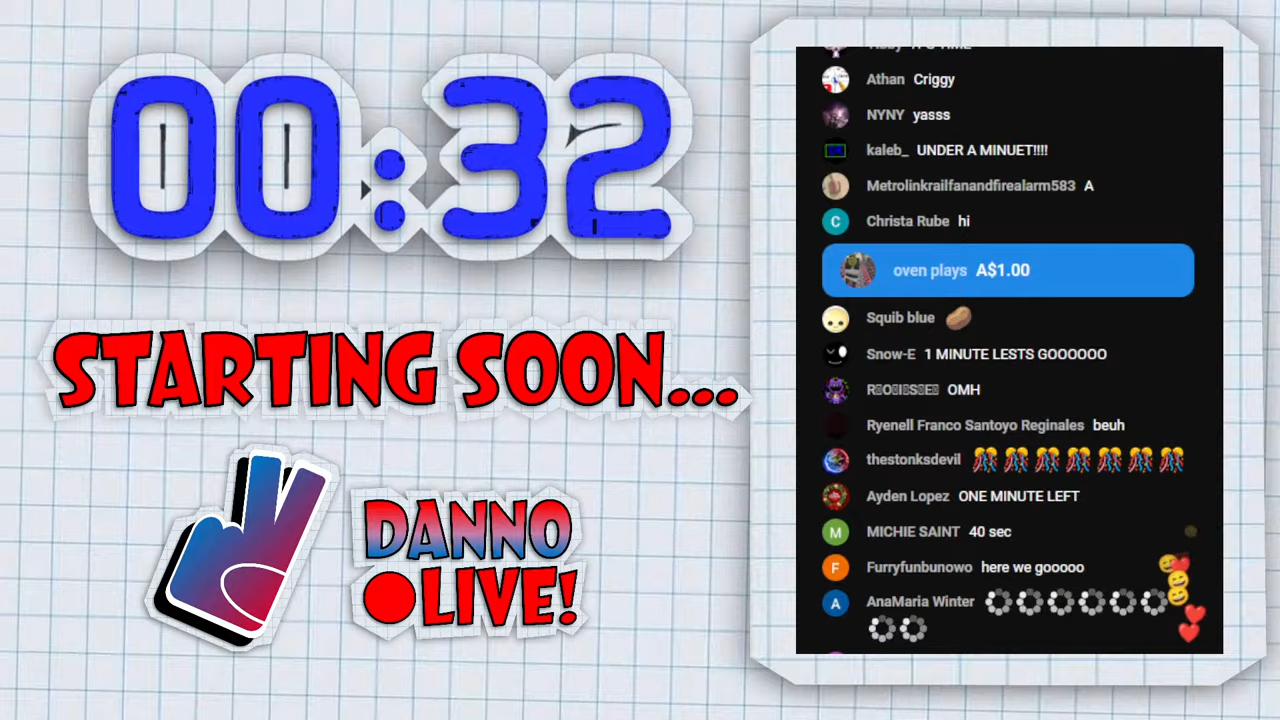 00:32
STARTING SOON...
DANNO
LIVE!
Athan Criggy
NYNY yasss
kaleb_ UNDER A MINUET!!!!
Metrolinkrailfanandfirealarm583 A
C Christa Rube hi
oven plays A$1.00
Squib blue
Snow-E 1 MINUTE LESTS GOOOOOO
OMH
Ryenell Franco Santoyo Reginales beuh
thestonksdevil
Ayden Lopez ONE MINUTE LEFT
M MICHIE SAINT 40 sec
F Furryfunbunowo here we gooooo
A AnaMaria Winter